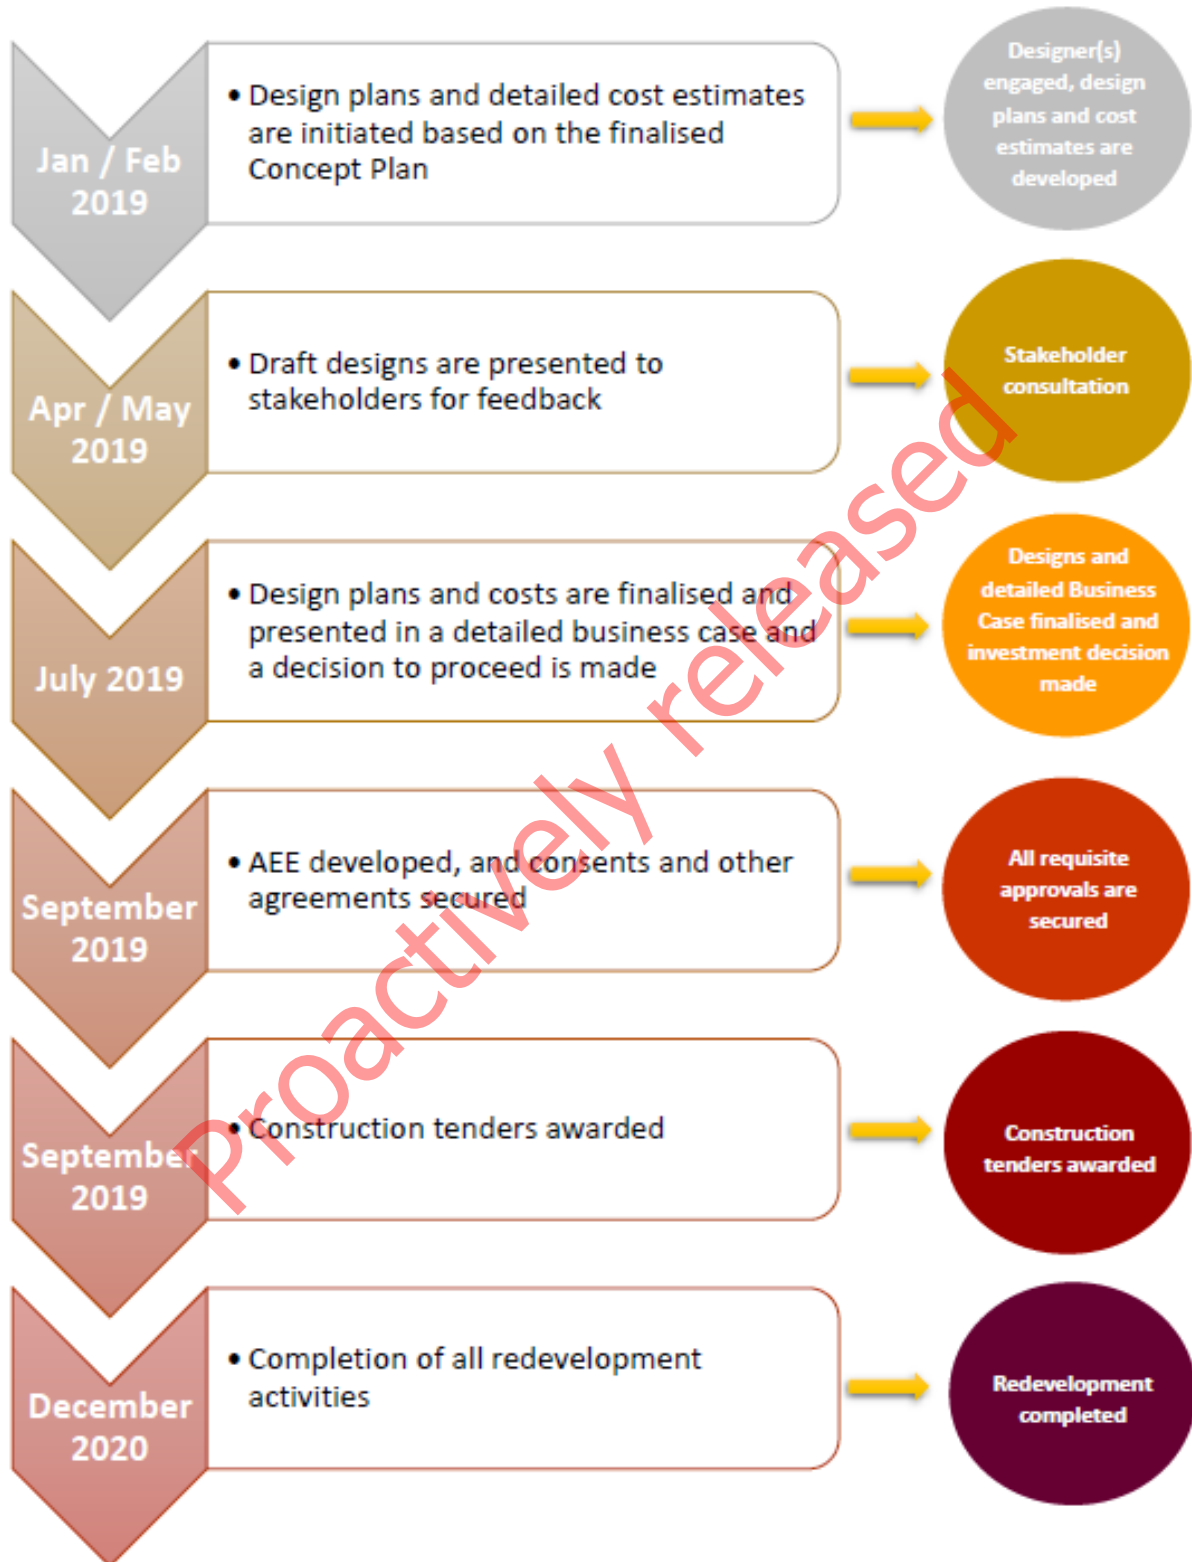 Jan / Feb
2019
• Design plans and detailed cost estimates
are initiated based on the finalised
Concept Plan
Designer(s)
engaged, design
plans and cost
estimates are
developed
Apr / May
2019
• Draft designs are presented to
stakeholders for feedback
Stakeholder
consultation
July 2019
• Design plans and costs are finalised and
presented in a detailed business case and
a decision to proceed is made
Designs and
detailed Business
Case finalised and
investment decision
made
September
2019
• AEE developed, and consents and other
agreements secured
All requisite
approvals are
secured
September
2019
• Construction tenders awarded
Construction
tenders awarded
December
2020
• Completion of all redevelopment
activities
Redevelopment
completed
Proactively released